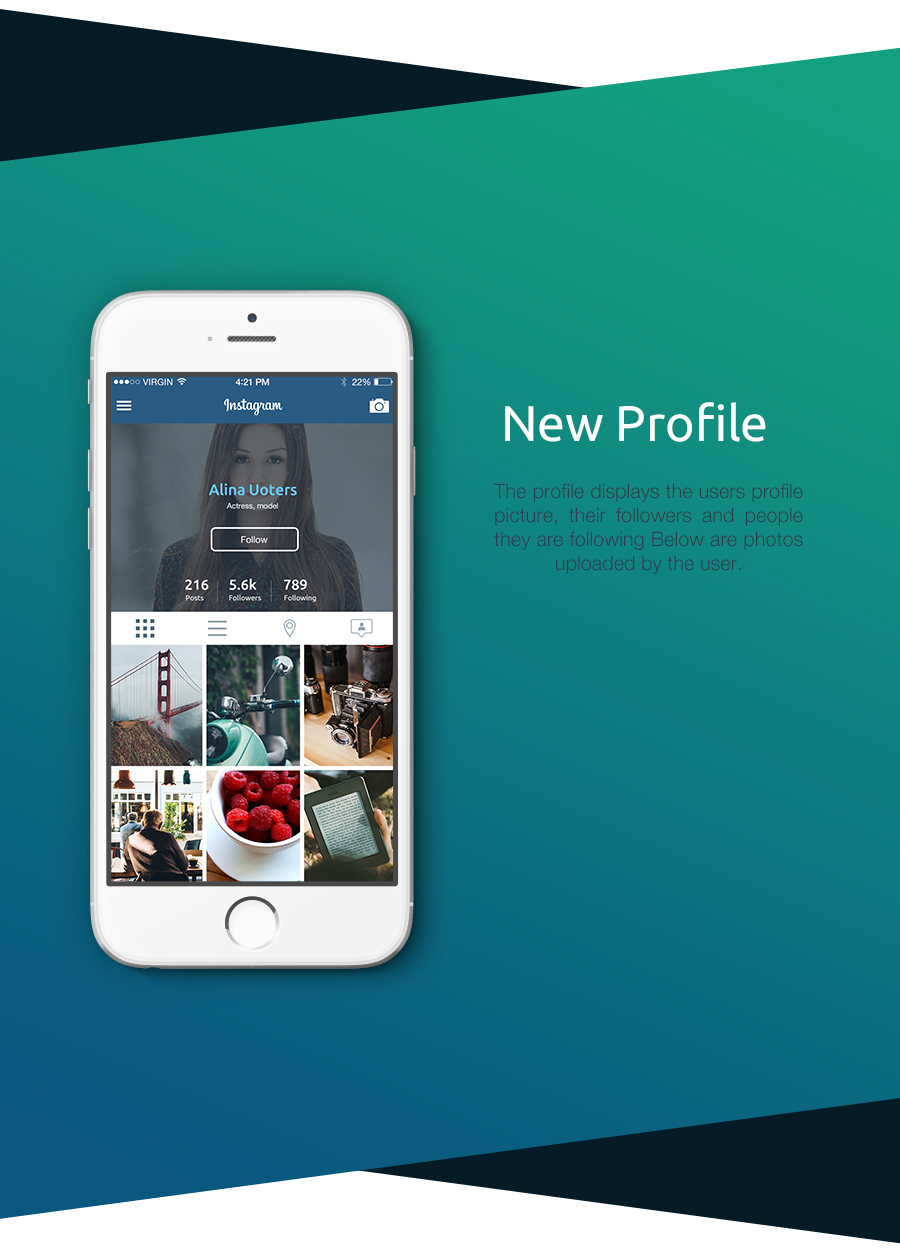 VIRGIN 4:21 PM 22%
Instagram
Alina Uoters
Actress, model
Follow
216 5.6k 789
Posts Followers Following
New Profile
The profile displays the users profile
picture, their followers and people
they are following Below are photos
uploaded by the user.